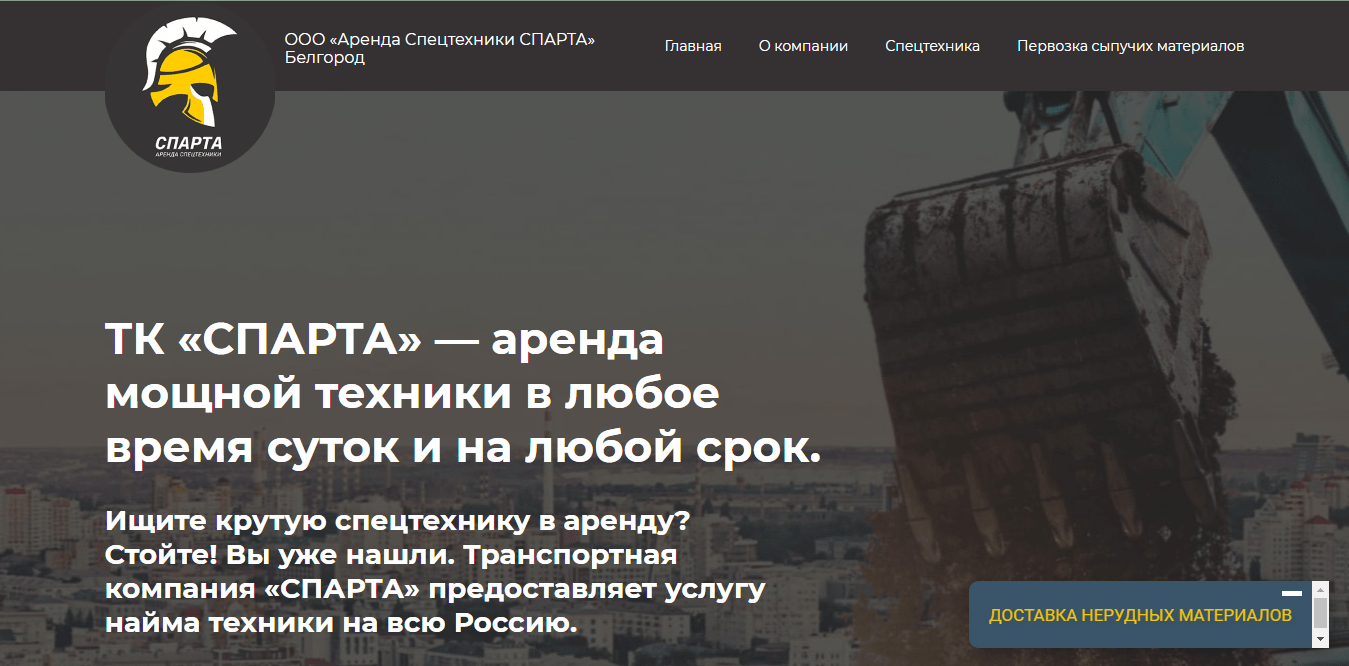 СПАРТА
АРЕНДА СПЕЦТЕХНИКИ
ООО «Аренда Спецтехники СПАРТА»
Белгород
Главная О компании Спецтехника Первозка сыпучих материалов
ТК «СПАРТА» — аренда
мощной техники в любое
время суток и на любой срок.
Ищите крутую спецтехнику в аренду?
Стойте! Вы уже нашли. Транспортная
компания «СПАРТА» предоставляет услугу
найма техники на всю Россию.
ДОСТАВКА НЕРУДНЫХ МАТЕРИАЛОВ